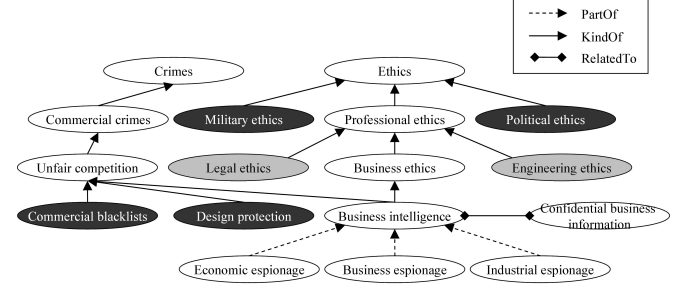 PartOf
KindOf
RelatedTo
Crimes
Ethics
Commercial crimes
Military ethics
Professional ethics
Political ethics
Unfair competition
Legal ethics
Business ethics
Engineering ethics
Commercial blacklists
Design protection
Business intelligence
Confidential business
information
Economic espionage
Business espionage
Industrial espionage